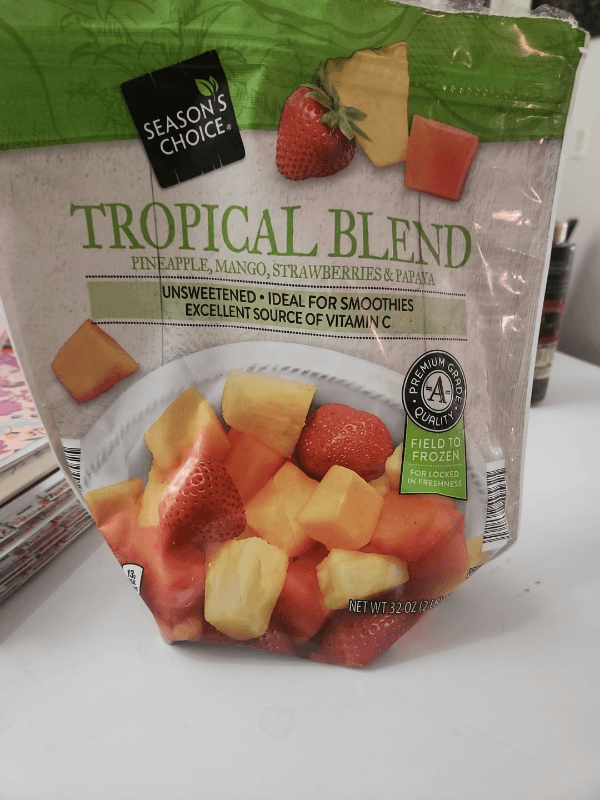 SEASON'S
CHOICE®
TROPICAL BLEND
PINEAPPLE, MANGO, STRAWBERRIES & PAPAYA
UNSWEETENED • IDEAL FOR SMOOTHIES
EXCELLENT SOURCE OF VITAMIN C
PREMIUM GRADE
-A-
QUALITY
FIELD TO
FROZEN
FOR LOCKED
IN FRESHNESS
NET WT 32 OZ (2